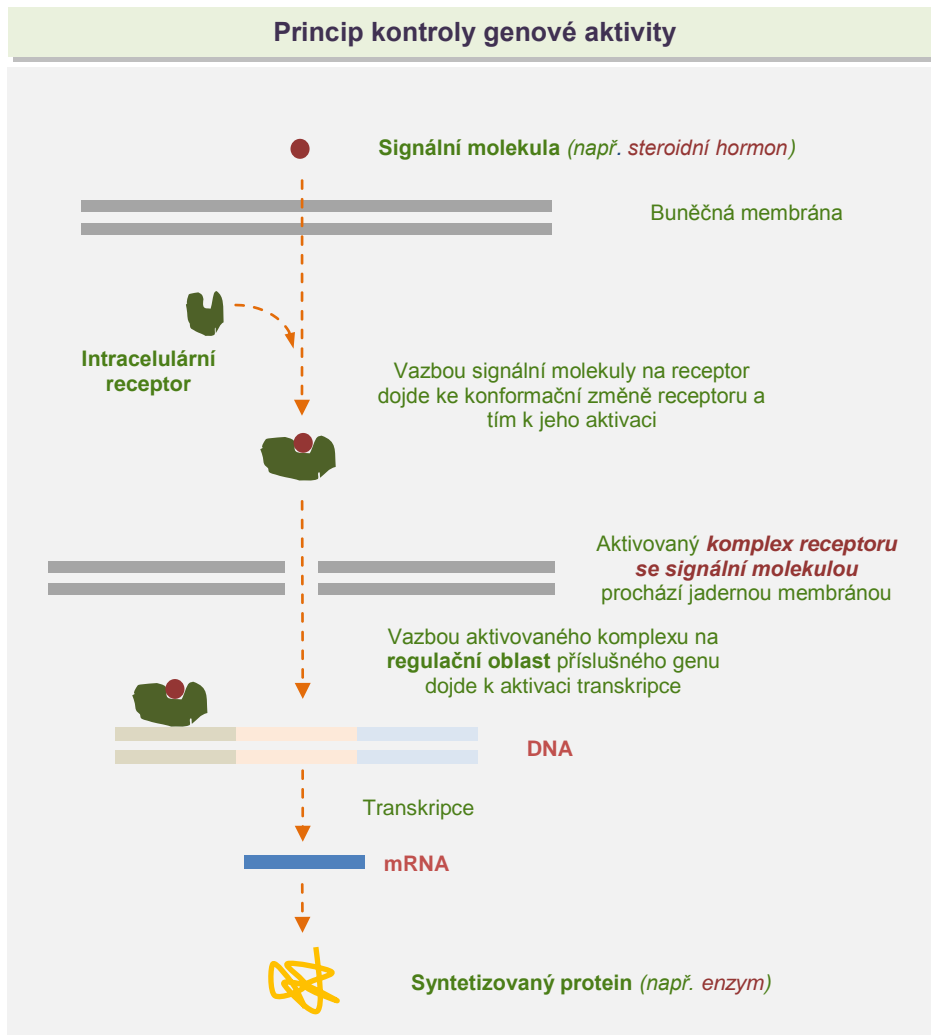 Princip kontroly genové aktivity
Signální molekula (např. steroidní hormon)
Buněčná membrána
Intracelulární
receptor
Vazbou signální molekuly na receptor
dojde ke konformační změně receptoru a
tím k jeho aktivaci
Aktivovaný komplex receptoru
se signální molekulou
prochází jadernou membránou
Vazbou aktivovaného komplexu na
regulační oblast příslušného genu
dojde k aktivaci transkripce
DNA
Transkripce
mRNA
Syntetizovaný protein (např. enzym)